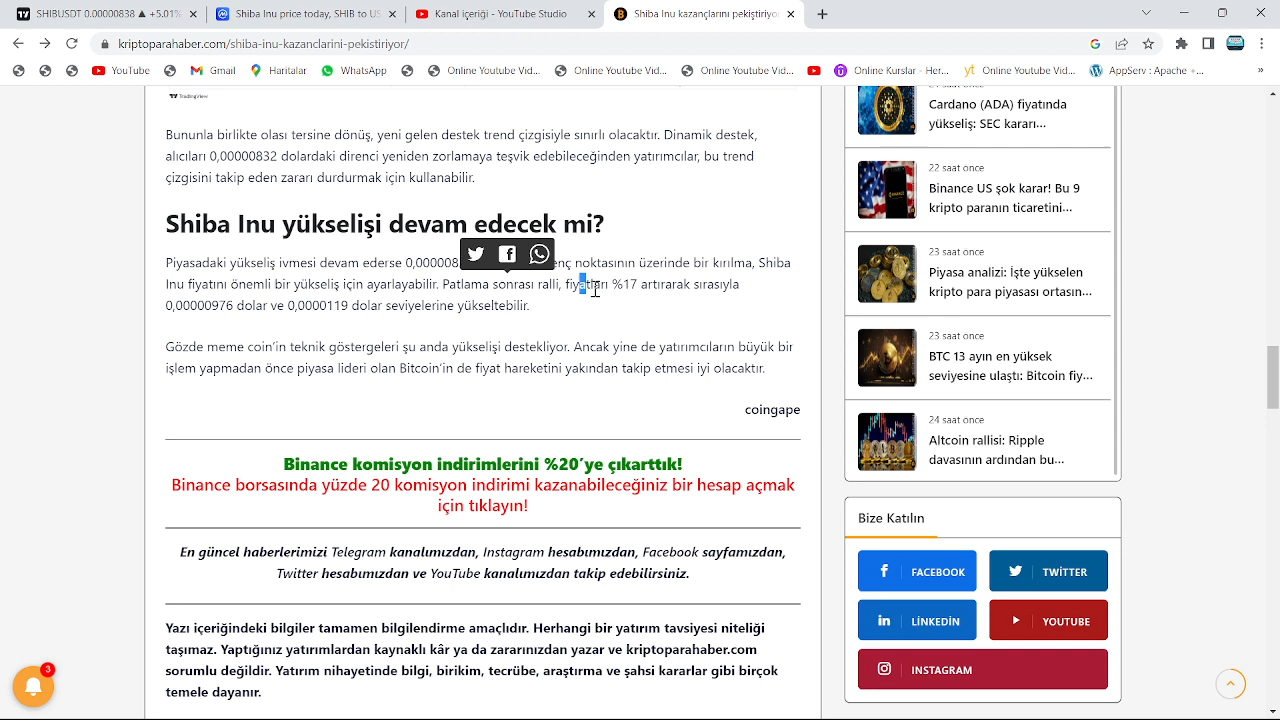 SHIBUSDT 0.00000838 ▲ +5.01%
Shiba Inu price today, SHIB to US
Kanal içeriği - YouTube Studio
Shiba Inu kazançlarını pekiştiriyo
kriptoparahaber.com/shiba-inu-kazanclarini-pekistiriyor/
YouTube
Gmail
Haritalar
WhatsApp
Online Youtube Vid...
Online Youtube Vid...
Online Youtube Vid...
Online Kurslar - Her...
yt Online Youtube Vid...
AppServ : Apache +...
»
TradingView
Bununla birlikte olası tersine dönüş, yeni gelen destek trend çizgisiyle sınırlı olacaktır. Dinamik destek,
alıcıları 0,00000832 dolardaki direnci yeniden zorlamaya teşvik edebileceğinden yatırımcılar, bu trend
çizgisini takip eden zararı durdurmak için kullanabilir.
Shiba Inu yükselişi devam edecek mi?
Piyasadaki yükseliş ivmesi devam ederse 0,000008 enç noktasının üzerinde bir kırılma, Shiba
Inu fiyatını önemli bir yükseliş için ayarlayabilir. Patlama sonrası ralli, fiyatları %17 artırarak sırasıyla
0,00000976 dolar ve 0,0000119 dolar seviyelerine yükseltebilir.
Gözde meme coin’in teknik göstergeleri şu anda yükselişi destekliyor. Ancak yine de yatırımcıların büyük bir
işlem yapmadan önce piyasa lideri olan Bitcoin’in de fiyat hareketini yakından takip etmesi iyi olacaktır.
coingape
Binance komisyon indirimlerini %20’ye çıkarttık!
Binance borsasında yüzde 20 komisyon indirimi kazanabileceğiniz bir hesap açmak
için tıklayın!
En güncel haberlerimizi Telegram kanalımızdan, Instagram hesabımızdan, Facebook sayfamızdan,
Twitter hesabımızdan ve YouTube kanalımızdan takip edebilirsiniz.
Yazı içeriğindeki bilgiler tamamen bilgilendirme amaçlıdır. Herhangi bir yatırım tavsiyesi niteliği
taşımaz. Yaptığınız yatırımlardan kaynaklı kâr ya da zararınızdan yazar ve kriptoparahaber.com
sorumlu değildir. Yatırım nihayetinde bilgi, birikim, tecrübe, araştırma ve şahsi kararlar gibi birçok
temele dayanır.
3
Cardano (ADA) fiyatında
yükseliş: SEC kararı...
22 saat önce
Binance US şok karar! Bu 9
kripto paranın ticaretini...
23 saat önce
Piyasa analizi: İşte yükselen
kripto para piyasası ortasın...
23 saat önce
BTC 13 ayın en yüksek
seviyesine ulaştı: Bitcoin fiy...
24 saat önce
Altcoin rallisi: Ripple
davasının ardından bu...
Bize Katılın
FACEBOOK
TWİTTER
LİNKEDİN
YOUTUBE
INSTAGRAM